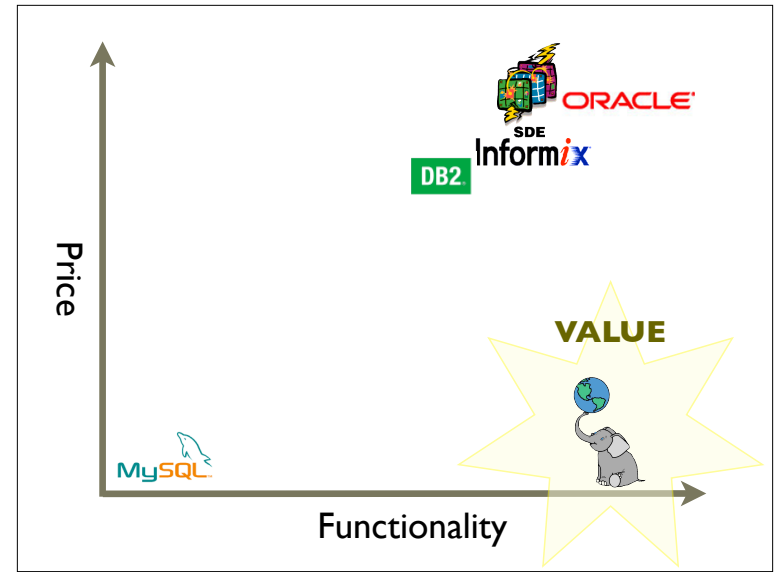 ORACLE
SDE
Informix
DB2.
Price
VALUE
MySQL
Functionality